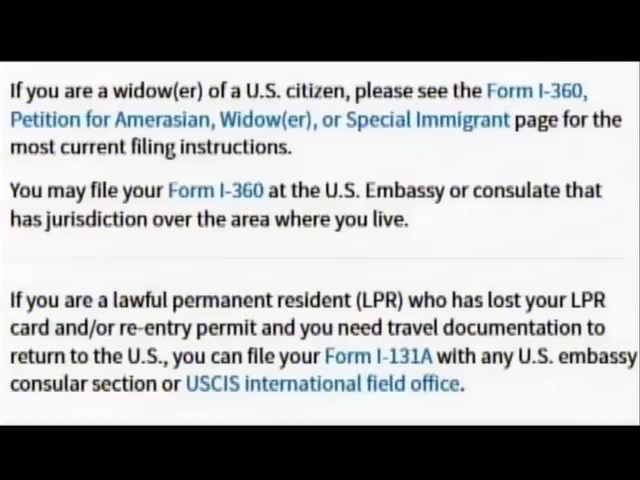 If you are a widow(er) of a U.S. citizen, please see the Form I-360,
Petition for Amerasian, Widow(er), or Special Immigrant page for the
most current filing instructions.
You may file your Form I-360 at the U.S. Embassy or consulate that
has jurisdiction over the area where you live.
If you are a lawful permanent resident (LPR) who has lost your LPR
card and/or re-entry permit and you need travel documentation to
return to the U.S., you can file your Form I-131A with any U.S. embassy
consular section or USCIS international field office.